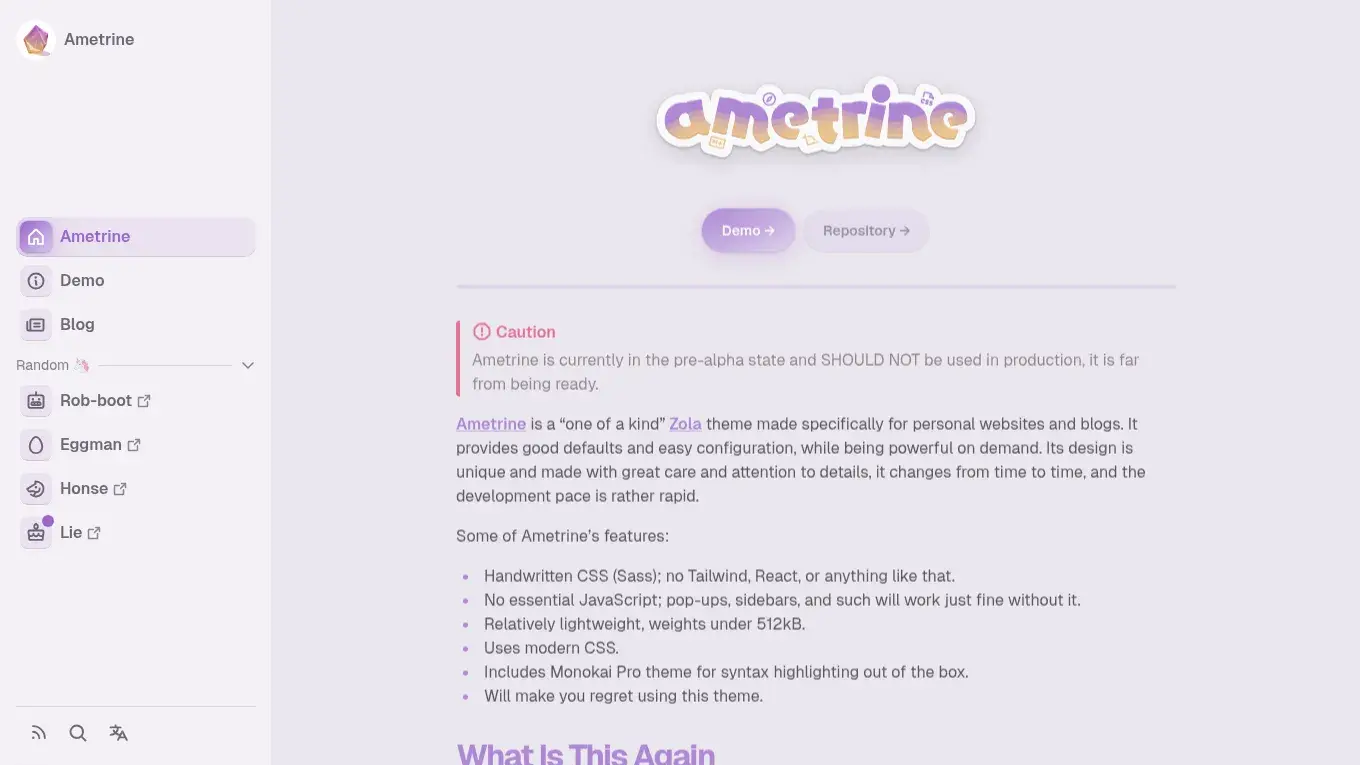 Ametrine
Ametrine
Demo
Blog
Random 🦄
Rob-boot
Eggman
Honse
Lie
ametrine
CSS
Demo →
Repository →
Caution
Ametrine is currently in the pre-alpha state and SHOULD NOT be used in production, it is far
from being ready.
Ametrine is a “one of a kind” Zola theme made specifically for personal websites and blogs. It
provides good defaults and easy configuration, while being powerful on demand. Its design is
unique and made with great care and attention to details, it changes from time to time, and the
development pace is rather rapid.
Some of Ametrine’s features:
• Handwritten CSS (Sass); no Tailwind, React, or anything like that.
• No essential JavaScript; pop-ups, sidebars, and such will work just fine without it.
• Relatively lightweight, weights under 512kB.
• Uses modern CSS.
• Includes Monokai Pro theme for syntax highlighting out of the box.
• Will make you regret using this theme.
What Is This Again